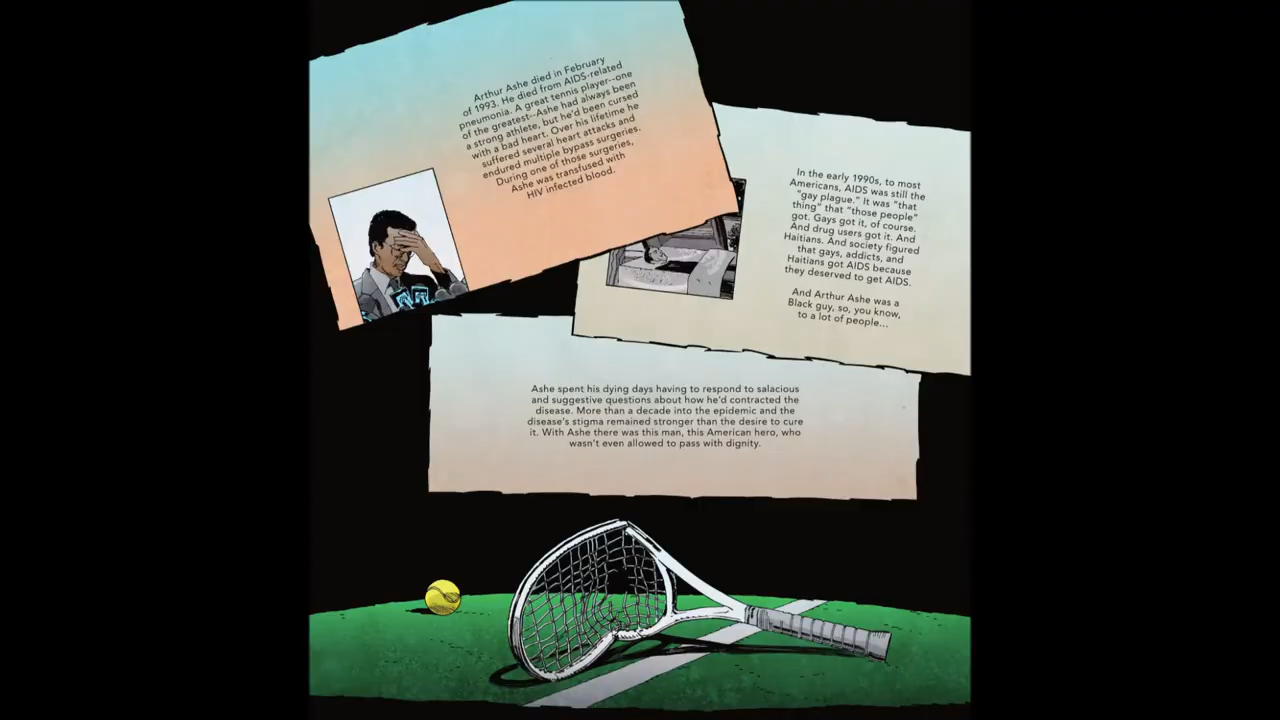 Arthur Ashe died in February
of 1993. He died from AIDS-related
pneumonia. A great tennis player--one
of the greatest--Ashe had always been
a strong athlete, but he'd been cursed
with a bad heart. Over his lifetime he
suffered several heart attacks and
endured multiple bypass surgeries.
During one of those surgeries,
Ashe was transfused with
HIV infected blood.
In the early 1990s, to most
Americans, AIDS was still the
"gay plague." It was "that
thing" that "those people"
got. Gays got it, of course.
And drug users got it. And
Haitians. And society figured
that gays, addicts, and
Haitians got AIDS because
they deserved to get AIDS.
And Arthur Ashe was a
Black guy, so, you know,
to a lot of people...
Ashe spent his dying days having to respond to salacious
and suggestive questions about how he'd contracted the
disease. More than a decade into the epidemic and the
disease's stigma remained stronger than the desire to cure
it. With Ashe there was this man, this American hero, who
wasn't even allowed to pass with dignity.